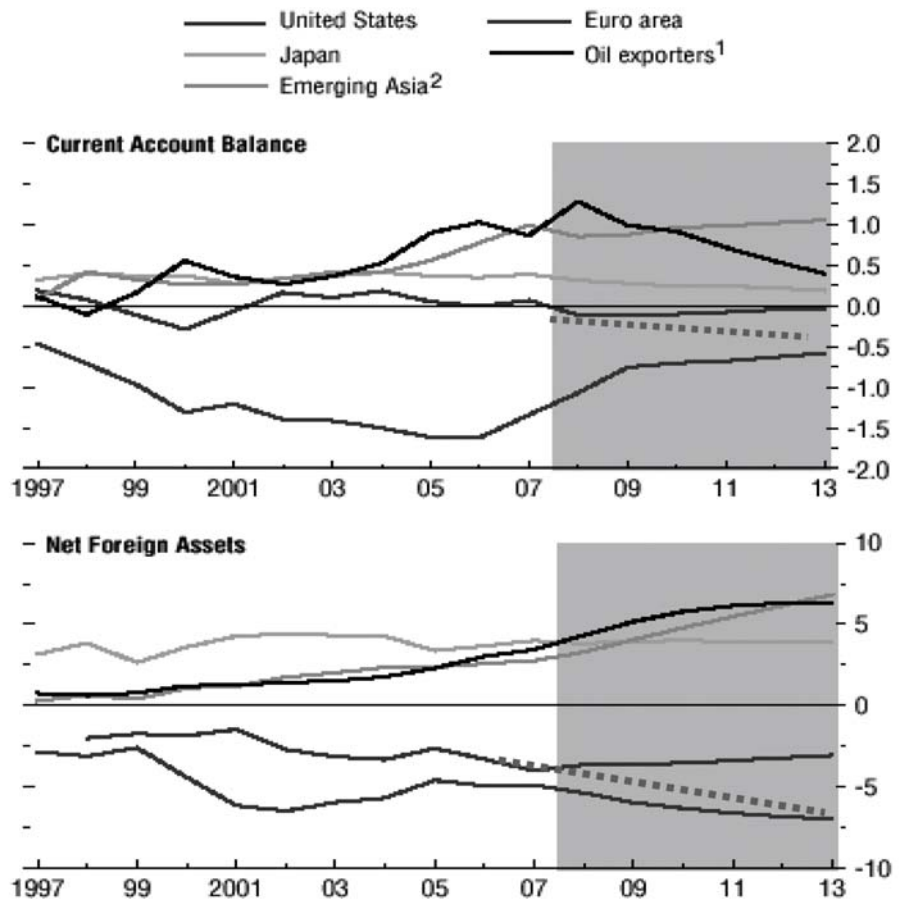 United States Euro area
Japan Oil exporters1
Emerging Asia2
Current Account Balance
2.0
1.5
1.0
0.5
0.0
-0.5
-1.0
-1.5
-2.0
1997 99 2001 03 05 07 09 11 13
Net Foreign Assets
10
5
0
-5
-10
1997 99 2001 03 05 07 09 11 13